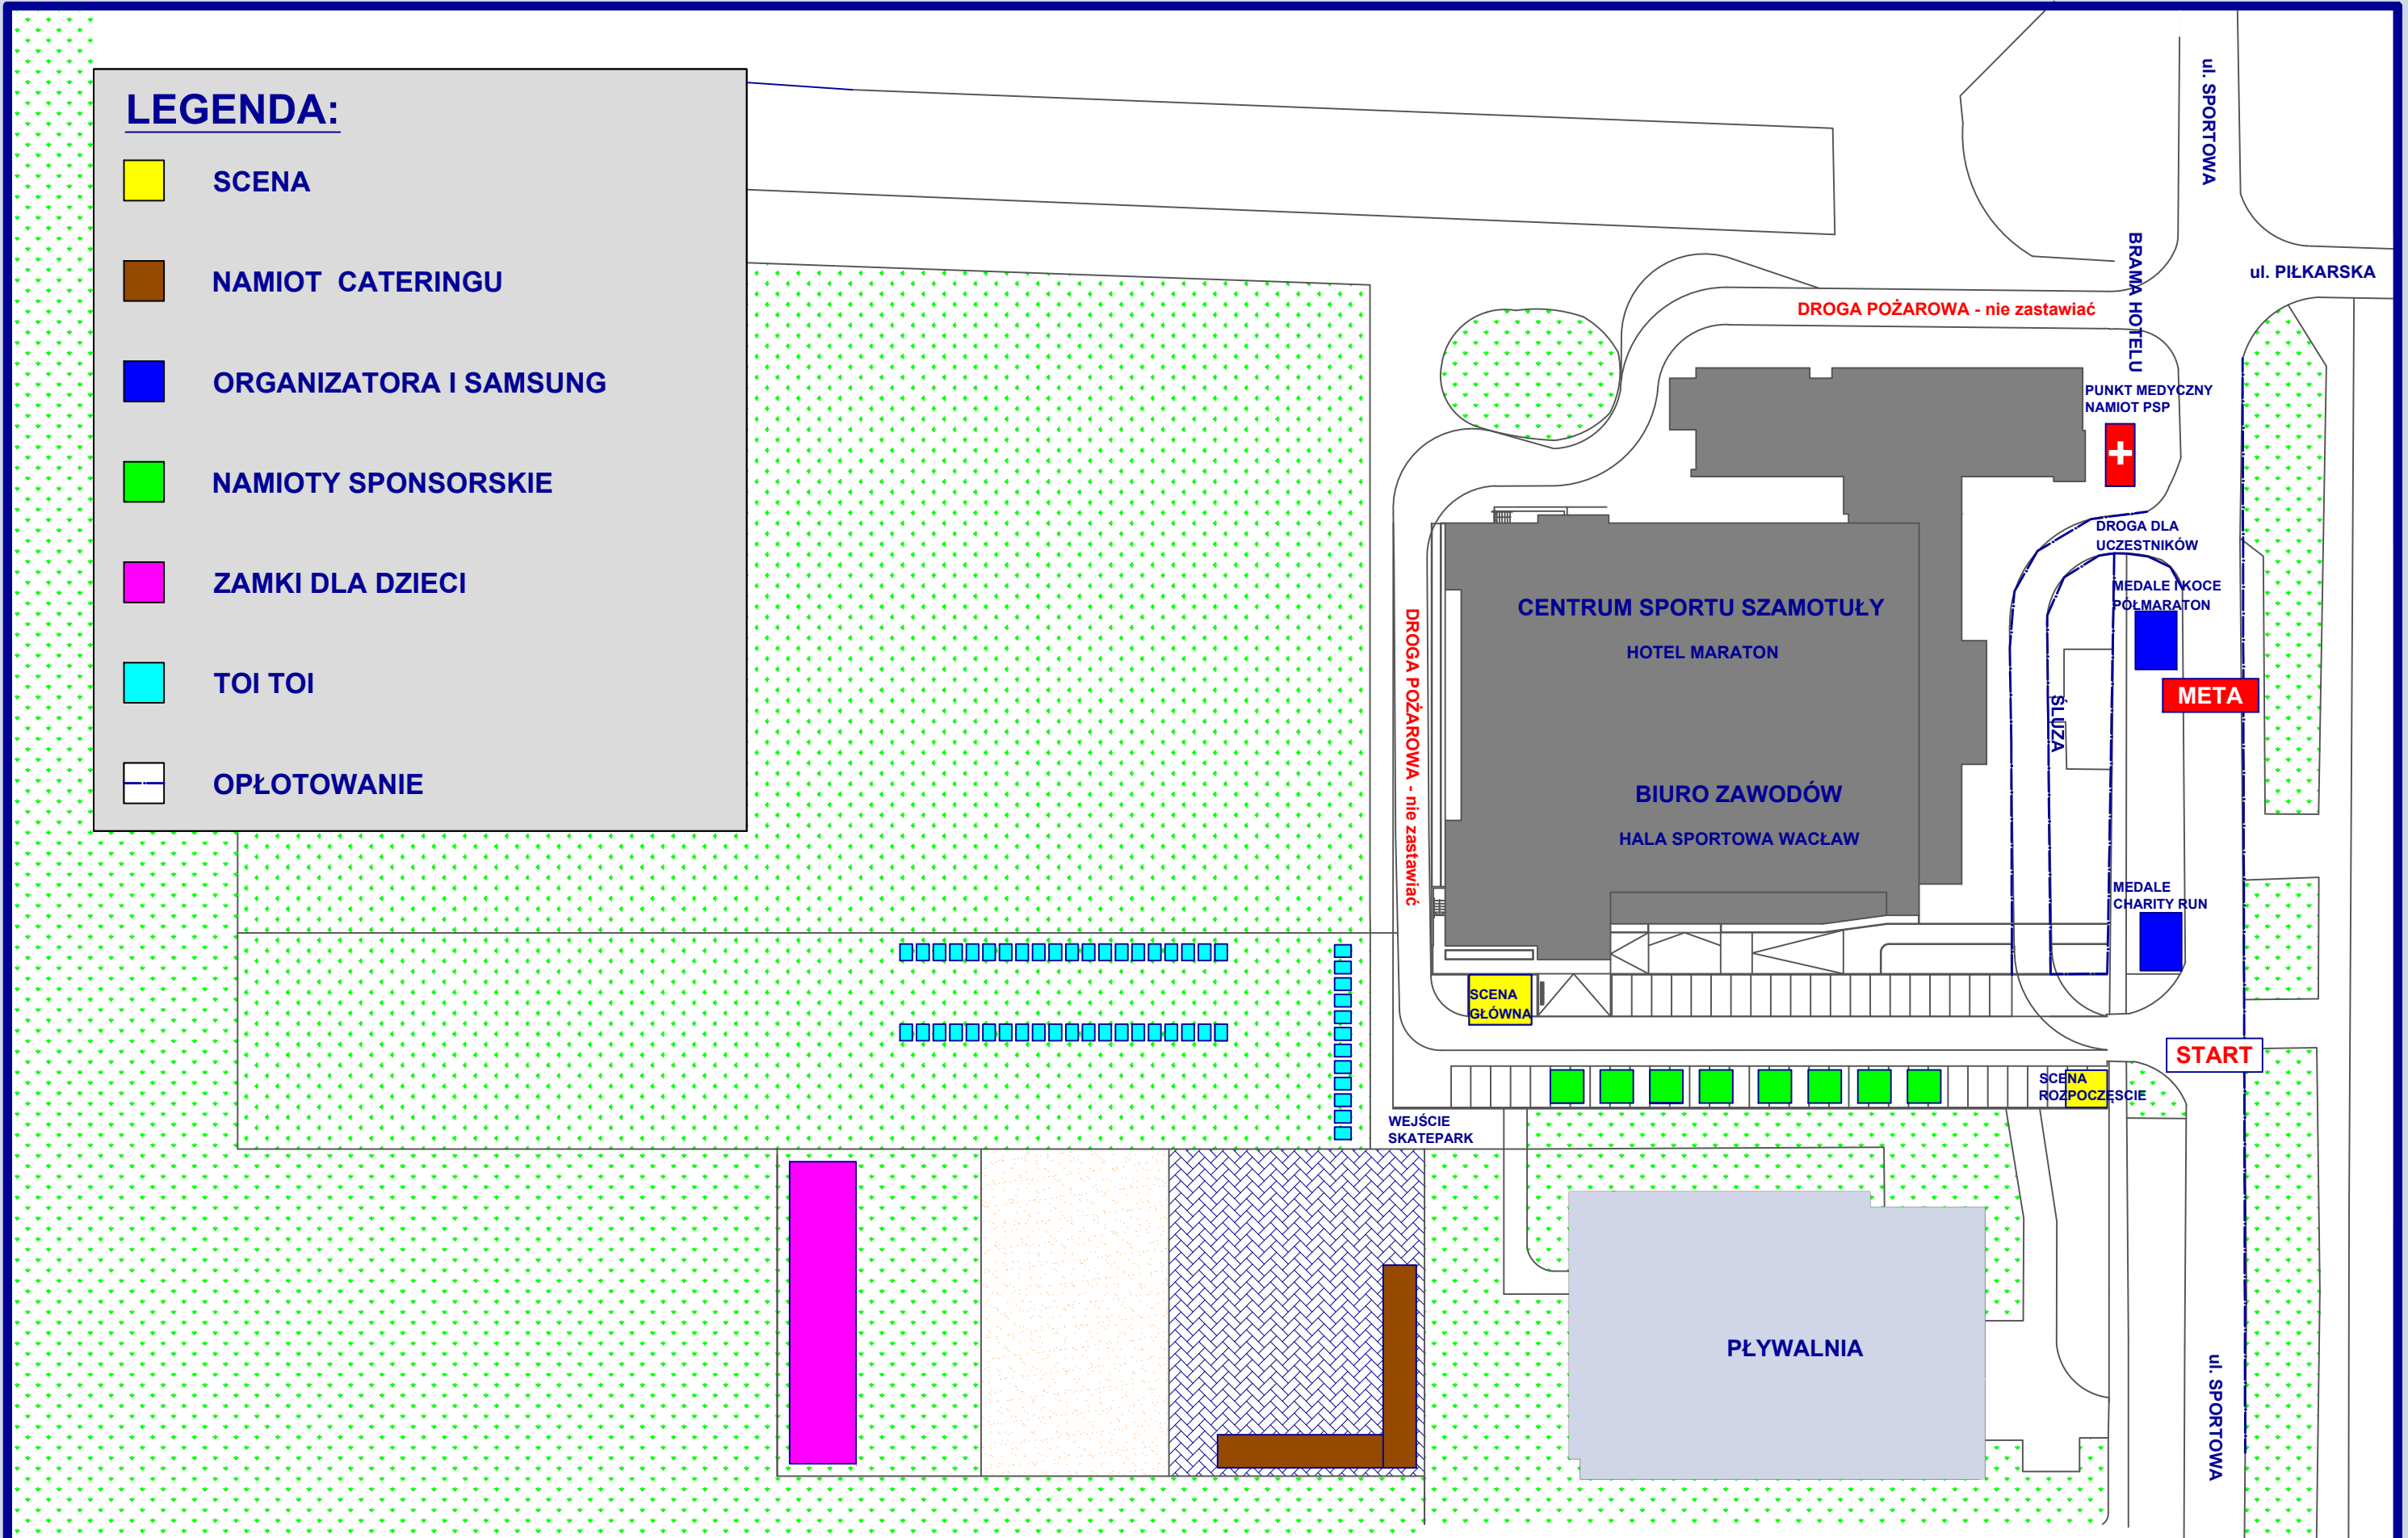 LEGENDA:
SCENA
NAMIOT CATERINGU
ORGANIZATORA I SAMSUNG
NAMIOTY SPONSORSKIE
ZAMKI DLA DZIECI
TOI TOI
OPŁOTOWANIE
ul. SPORTOWA
BRAMA HOTELU
ul. PIŁKARSKA
DROGA POŻAROWA - nie zastawiać
PUNKT MEDYCZNY
NAMIOT PSP
DROGA DLA
UCZESTNIKÓW
MEDALE I KOCE
PÓŁMARATON
META
ŚLUZA
CENTRUM SPORTU SZAMOTUŁY
HOTEL MARATON
DROGA POŻAROWA - nie zastawiać
BIURO ZAWODÓW
HALA SPORTOWA WACŁAW
MEDALE
CHARITY RUN
SCENA
GŁÓWNA
START
SCENA
ROZPOCZĘSCIE
WEJŚCIE
SKATEPARK
PŁYWALNIA
ul. SPORTOWA